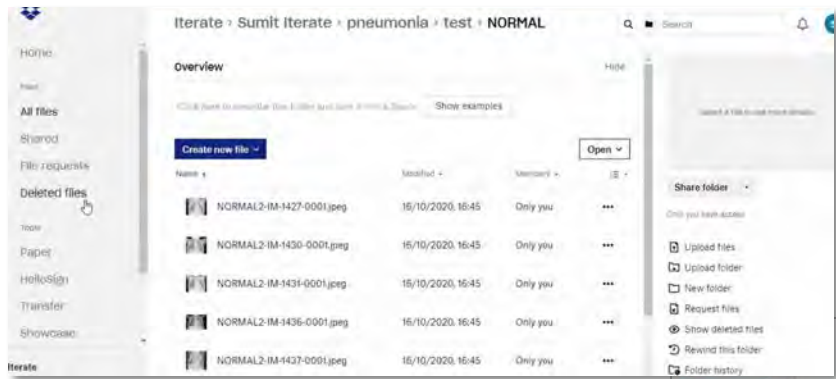 Iterate › Sumit Iterate › pneumonia › test › NORMAL
Search
Home
Overview
Hide
All files
Show examples
Shared
Create new file
Open
File requests
Name
Modified
Members
Deleted files
Share folder
NORMAL2-IM-1427-0001.jpeg 16/10/2020, 16:45 Only you •••
Only you have access
Tools
NORMAL2-IM-1430-0001.jpeg 16/10/2020, 16:45 Only you •••
Upload files
Paper
Upload folder
HelloSign
NORMAL2-IM-1431-0001.jpeg 16/10/2020, 16:45 Only you •••
New folder
Transfer
Request files
NORMAL2-IM-1436-0001.jpeg 16/10/2020, 16:45 Only you •••
Show deleted files
Showcase
Rewind this folder
NORMAL2-IM-1437-0001.jpeg 16/10/2020, 16:45 Only you •••
Iterate
Folder history